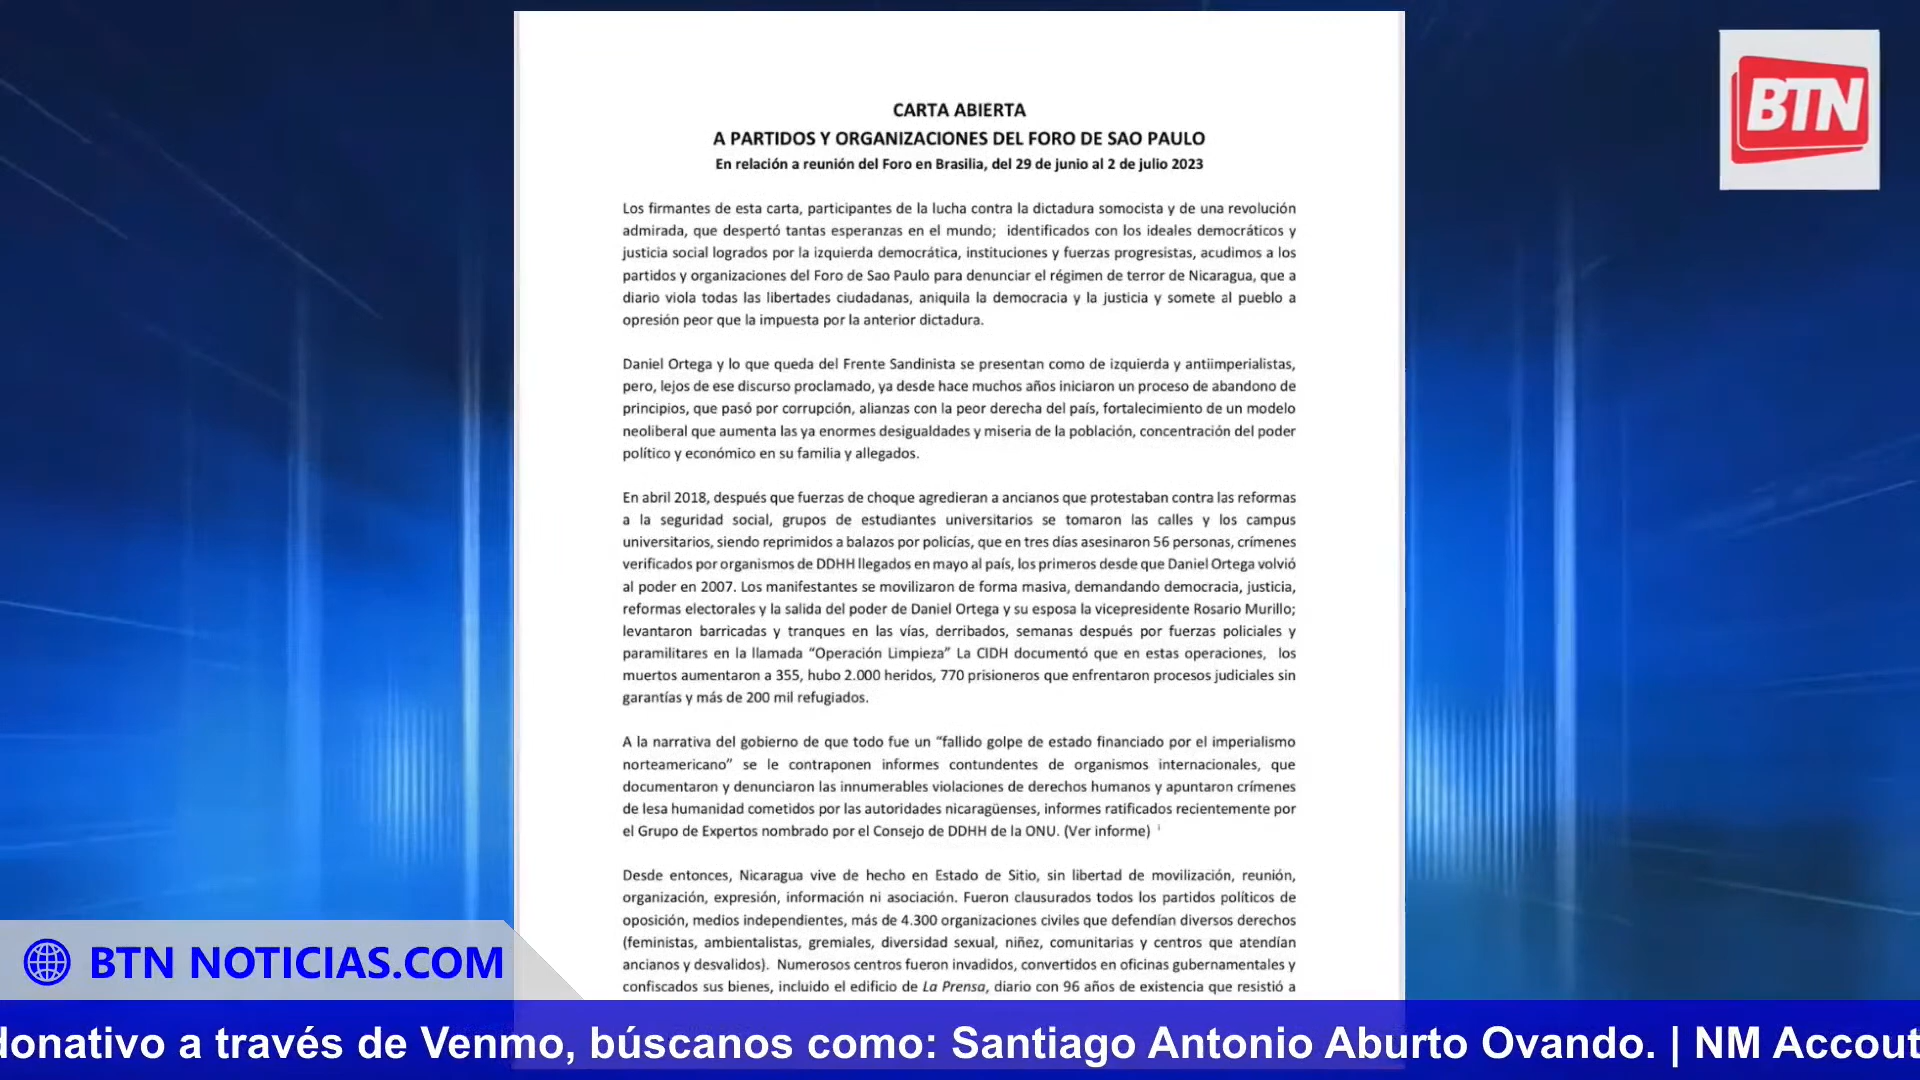 CARTA ABIERTA
A PARTIDOS Y ORGANIZACIONES DEL FORO DE SAO PAULO
En relación a reunión del Foro en Brasilia, del 29 de junio al 2 de julio 2023
BTN
Los firmantes de esta carta, participantes de la lucha contra la dictadura somocista y de una revolución
admirada, que despertó tantas esperanzas en el mundo; identificados con los ideales democráticos y
justicia social logrados por la izquierda democrática, instituciones y fuerzas progresistas, acudimos a los
partidos y organizaciones del Foro de Sao Paulo para denunciar el régimen de terror de Nicaragua, que a
diario viola todas las libertades ciudadanas, aniquila la democracia y la justicia y somete al pueblo a
opresión peor que la impuesta por la anterior dictadura.
Daniel Ortega y lo que queda del Frente Sandinista se presentan como de izquierda y antiimperialistas,
pero, lejos de ese discurso proclamado, ya desde hace muchos años iniciaron un proceso de abandono de
principios, que pasó por corrupción, alianzas con la peor derecha del país, fortalecimiento de un modelo
neoliberal que aumenta las ya enormes desigualdades y miseria de la población, concentración del poder
político y económico en su familia y allegados.
En abril 2018, después que fuerzas de choque agredieran a ancianos que protestaban contra las reformas
a la seguridad social, grupos de estudiantes universitarios se tomaron las calles y los campus
universitarios, siendo reprimidos a balazos por policías, que en tres días asesinaron 56 personas, crímenes
verificados por organismos de DDHH llegados en mayo al país, los primeros desde que Daniel Ortega volvió
al poder en 2007. Los manifestantes se movilizaron de forma masiva, demandando democracia, justicia,
reformas electorales y la salida del poder de Daniel Ortega y su esposa la vicepresidente Rosario Murillo;
levantaron barricadas y tranques en las vías, derribados, semanas después por fuerzas policiales y
paramilitares en la llamada “Operación Limpieza” La CIDH documentó que en estas operaciones, los
muertos aumentaron a 355, hubo 2.000 heridos, 770 prisioneros que enfrentaron procesos judiciales sin
garantías y más de 200 mil refugiados.
A la narrativa del gobierno de que todo fue un “fallido golpe de estado financiado por el imperialismo
norteamericano” se le contraponen informes contundentes de organismos internacionales, que
documentaron y denunciaron las innumerables violaciones de derechos humanos y apuntaron crímenes
de lesa humanidad cometidos por las autoridades nicaragüenses, informes ratificados recientemente por
el Grupo de Expertos nombrado por el Consejo de DDHH de la ONU. (Ver informe) i
Desde entonces, Nicaragua vive de hecho en Estado de Sitio, sin libertad de movilización, reunión,
organización, expresión, información ni asociación. Fueron clausurados todos los partidos políticos de
oposición, medios independientes, más de 4.300 organizaciones civiles que defendían diversos derechos
(feministas, ambientalistas, gremiales, diversidad sexual, niñez, comunitarias y centros que atendían
ancianos y desvalidos). Numerosos centros fueron invadidos, convertidos en oficinas gubernamentales y
confiscados sus bienes, incluido el edificio de La Prensa, diario con 96 años de existencia que resistió a
BTN NOTICIAS.COM
donativo a través de Venmo, búscanos como: Santiago Antonio Aburto Ovando. | NM Accout